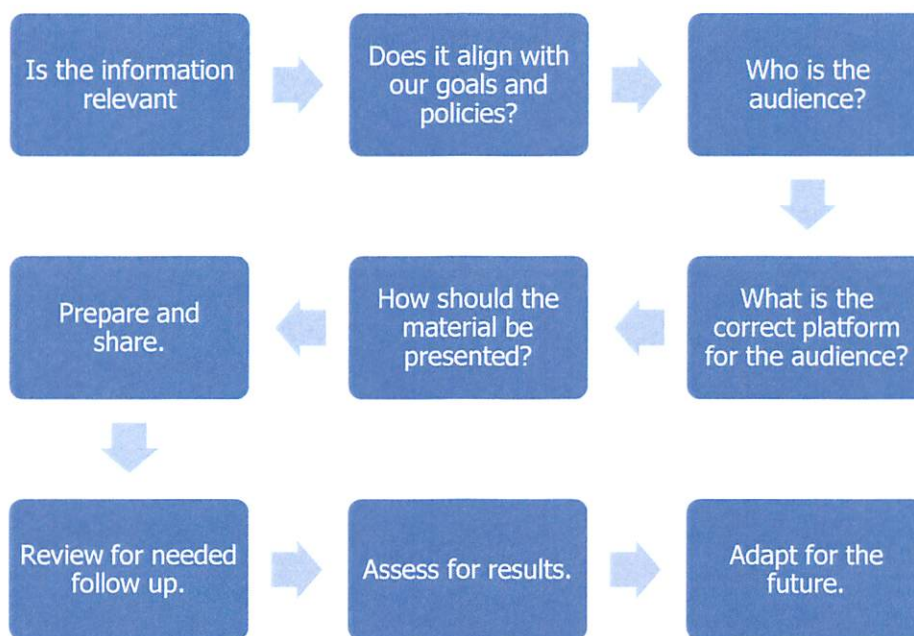 Is the information
relevant
Does it align with
our goals and
policies?
Who is the
audience?
What is the
correct platform
for the audience?
How should the
material be
presented?
Prepare and
share.
Review for needed
follow up.
Assess for results.
Adapt for the
future.